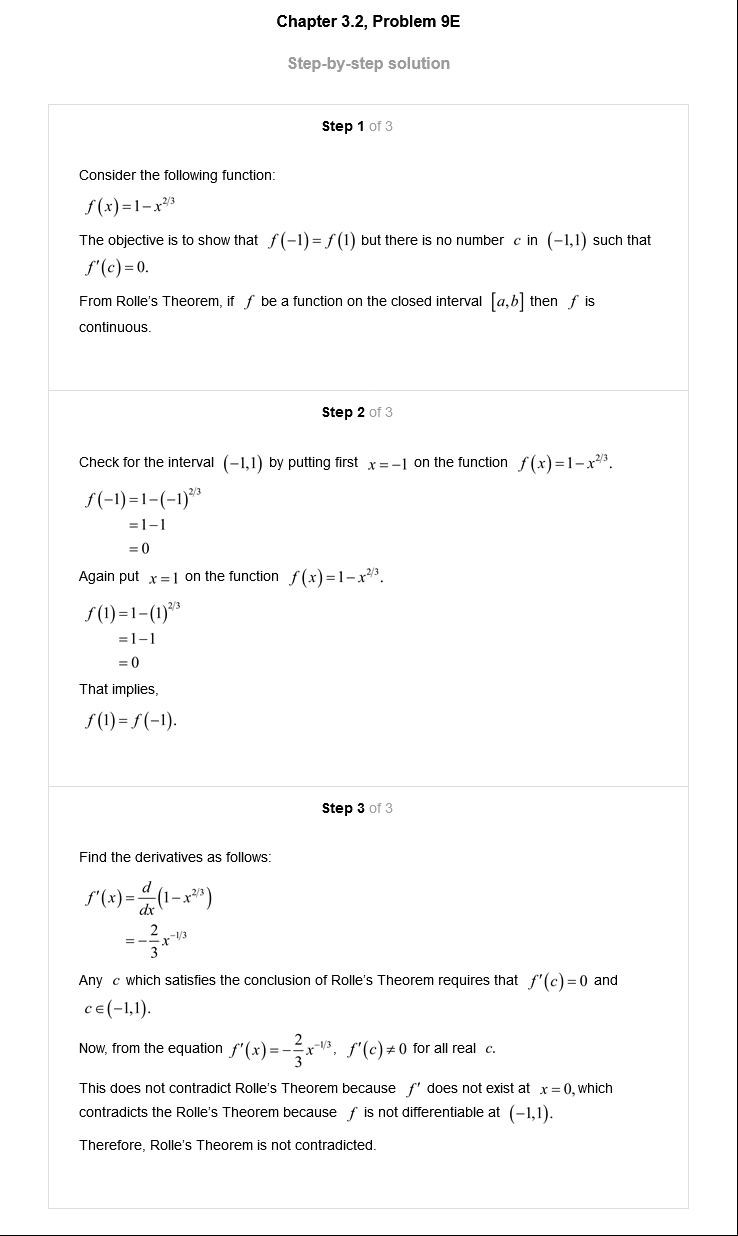 Chapter 3.2, Problem 9E
Step-by-step solution
Step 1 of 3
Consider the following function:
f(x)=1−x^{2/3}
The objective is to show that f(−1)=f(1) but there is no number c in (−1,1) such that
f′(c)=0.
From Rolle's Theorem, if f be a function on the closed interval [a,b] then f is
continuous.
Step 2 of 3
Check for the interval (−1,1) by putting first x=−1 on the function f(x)=1−x^{2/3}.
f(−1)=1−(−1)^{2/3}
=1−1
=0
Again put x=1 on the function f(x)=1−x^{2/3}.
f(1)=1−(1)^{2/3}
=1−1
=0
That implies,
f(1)=f(−1).
Step 3 of 3
Find the derivatives as follows:
f′(x)=\frac{d}{dx}(1−x^{2/3})
=−\frac{2}{3}x^{−1/3}
Any c which satisfies the conclusion of Rolle's Theorem requires that f′(c)=0 and
c∈(−1,1).
Now, from the equation f′(x)=−\frac{2}{3}x^{−1/3}, f′(c)≠0 for all real c.
This does not contradict Rolle's Theorem because f′ does not exist at x=0, which
contradicts the Rolle's Theorem because f is not differentiable at (−1,1).
Therefore, Rolle's Theorem is not contradicted.